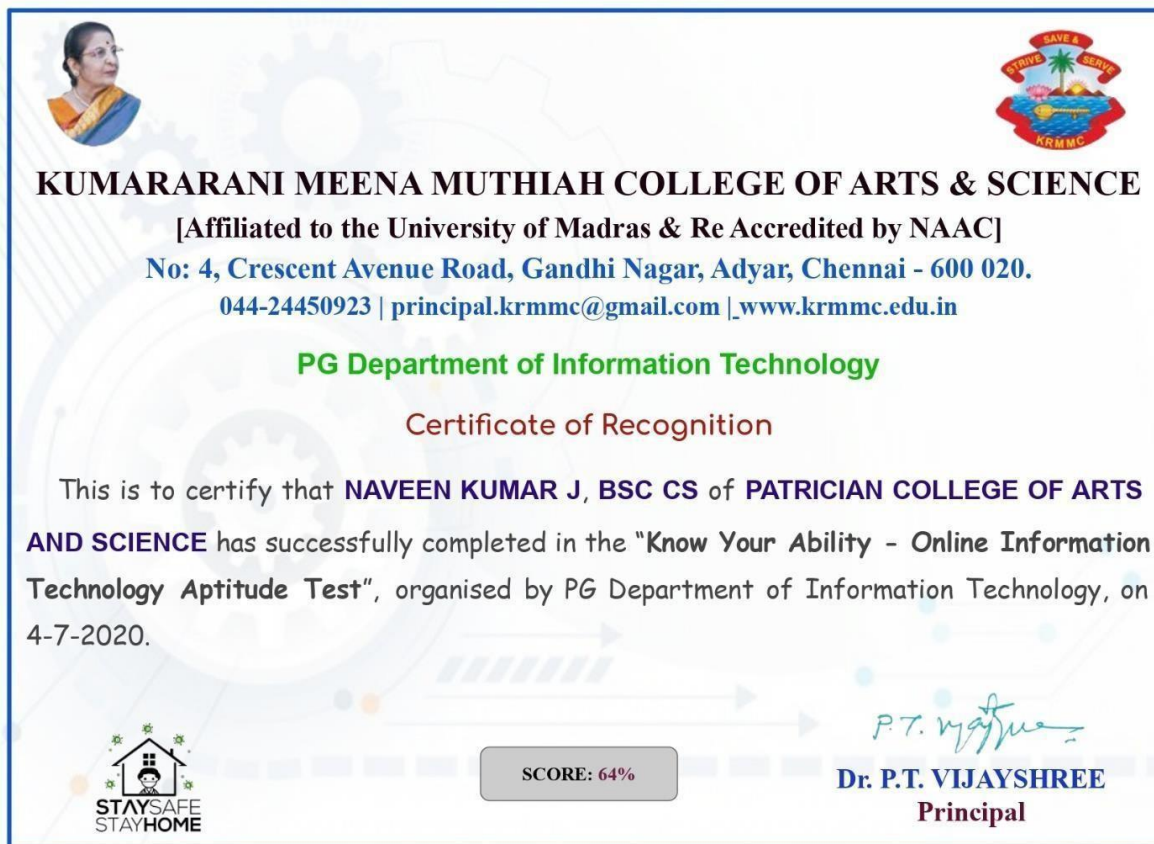 SAVE &
STRIVE SERVE
KRMMC
KUMARARANI MEENA MUTHIAH COLLEGE OF ARTS & SCIENCE
[Affiliated to the University of Madras & Re Accredited by NAAC]
No: 4, Crescent Avenue Road, Gandhi Nagar, Adyar, Chennai - 600 020.
044-24450923 | principal.krmmc@gmail.com | www.krmmc.edu.in
PG Department of Information Technology
Certificate of Recognition
This is to certify that NAVEEN KUMAR J, BSC CS of PATRICIAN COLLEGE OF ARTS
AND SCIENCE has successfully completed in the “Know Your Ability - Online Information
Technology Aptitude Test”, organised by PG Department of Information Technology, on
4-7-2020.
P.T. Vijayshree
STAYSAFE
STAYHOME
SCORE: 64%
Dr. P.T. VIJAYSHREE
Principal